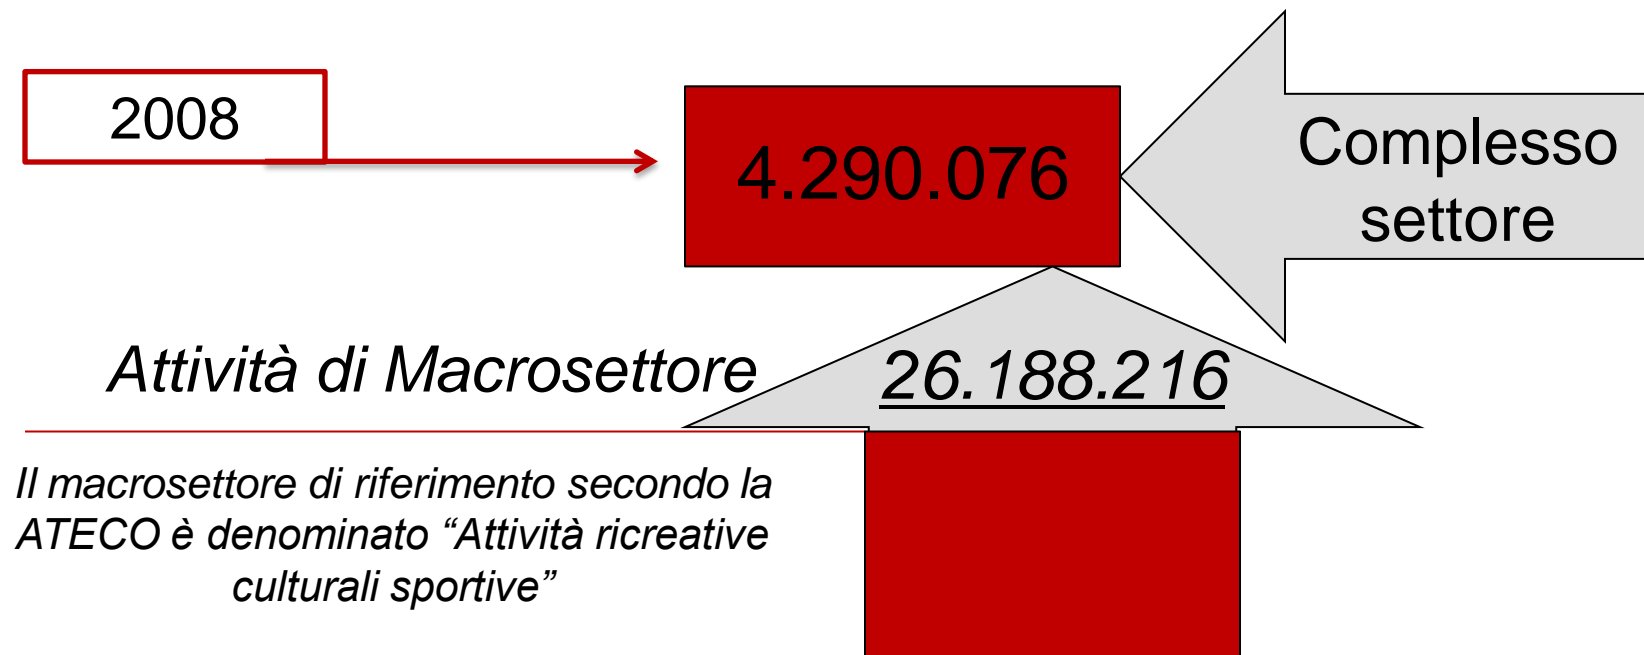 2008
4.290.076
Complesso
settore
Attività di Macrosettore
26.188.216
Il macrosettore di riferimento secondo la
ATECO è denominato “Attività ricreative
culturali sportive”